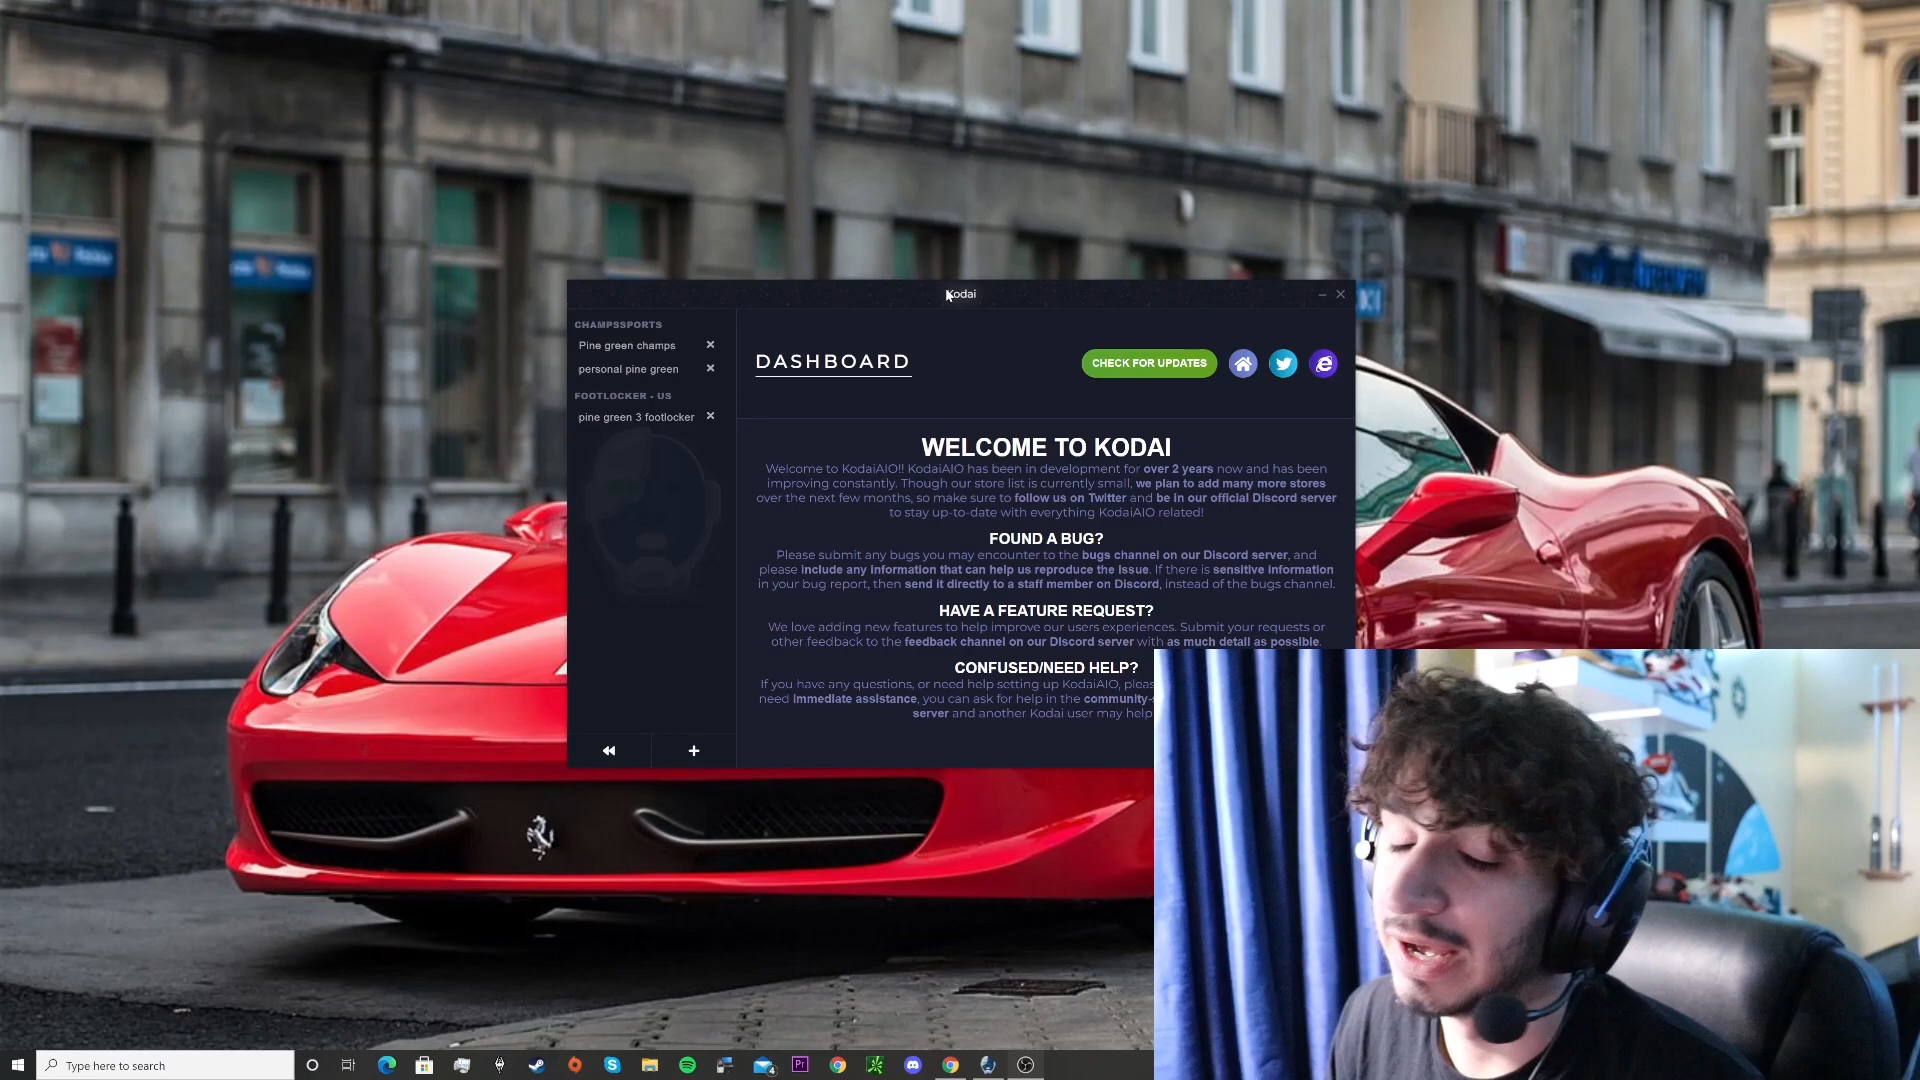 Kodai
CHAMPSSPORTS
Pine green champs
personal pine green
FOOTLOCKER - US
pine green 3 footlocker
DASHBOARD
CHECK FOR UPDATES
WELCOME TO KODAI
Welcome to KodaiAIO!! KodaiAIO has been in development for over 2 years now and has been
improving constantly. Though our store list is currently small, we plan to add many more stores
over the next few months, so make sure to follow us on Twitter and be in our official Discord server
to stay up-to-date with everything KodaiAIO related!
FOUND A BUG?
Please submit any bugs you may encounter to the bugs channel on our Discord server, and
please include any information that can help us reproduce the issue. If there is sensitive information
in your bug report, then send it directly to a staff member on Discord, instead of the bugs channel.
HAVE A FEATURE REQUEST?
We love adding new features to help improve our users experiences. Submit your requests or
other feedback to the feedback channel on our Discord server with as much detail as possible.
CONFUSED/NEED HELP?
If you have any questions, or need help setting up KodaiAIO, pleas
need immediate assistance, you can ask for help in the community-
server and another Kodai user may help
Type here to search
Pr
4